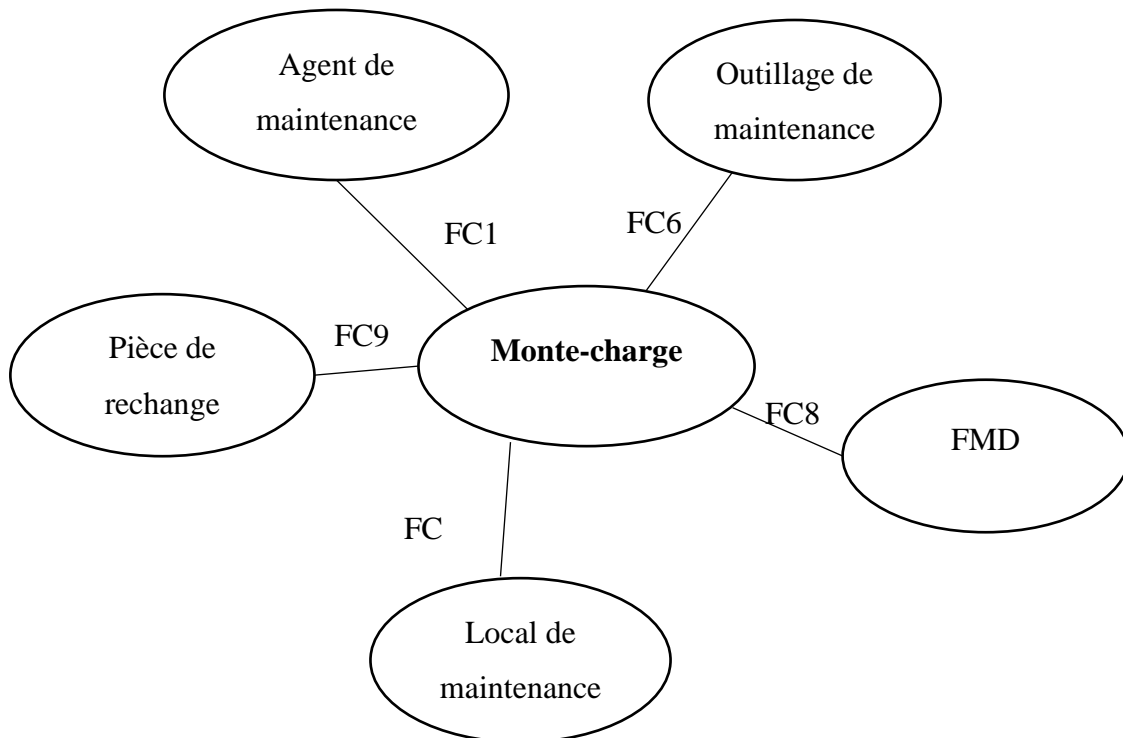 Agent de
maintenance
Outillage de
maintenance
FC1
FC6
Pièce de
rechange
FC9
Monte-charge
FC8
FMD
FC
Local de
maintenance